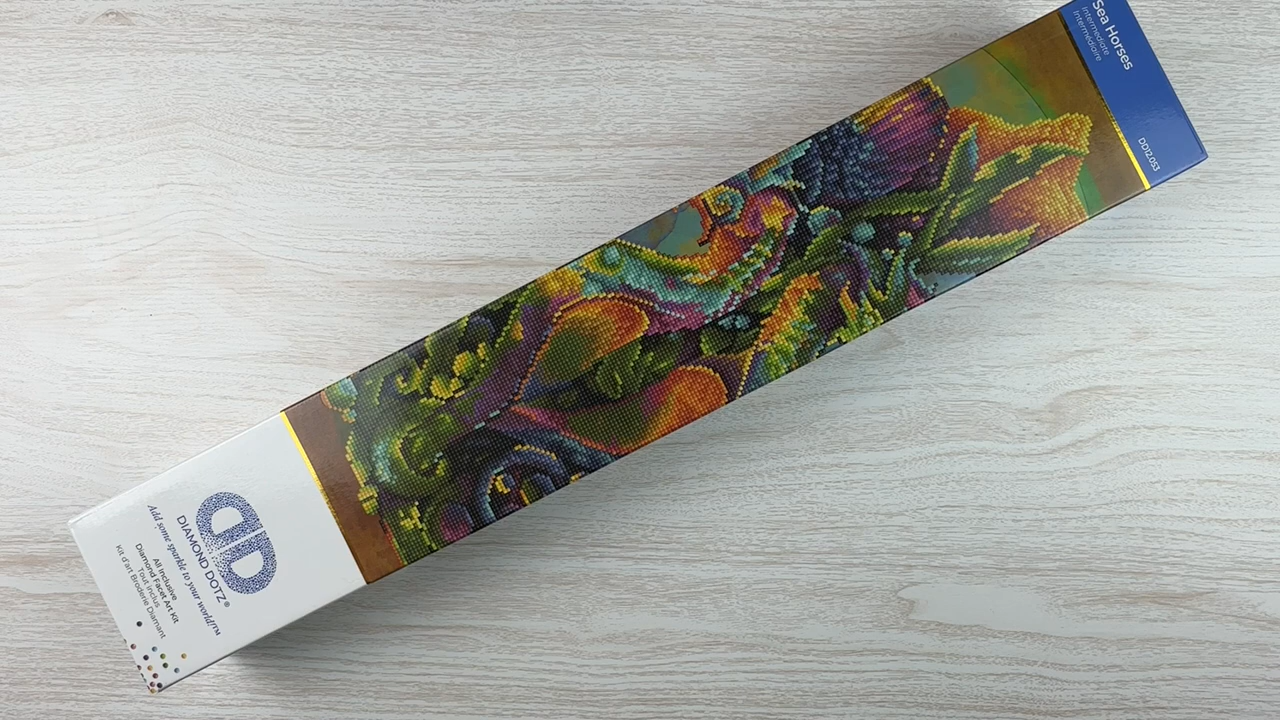 Sea Horses
Intermediate
Intermédiaire
DD12.053
DIAMOND DOTZ®
Add some sparkle to your world!™
All Inclusive
Diamond Facet Art Kit
Tout inclus
Kit d'art Broderie Diamant